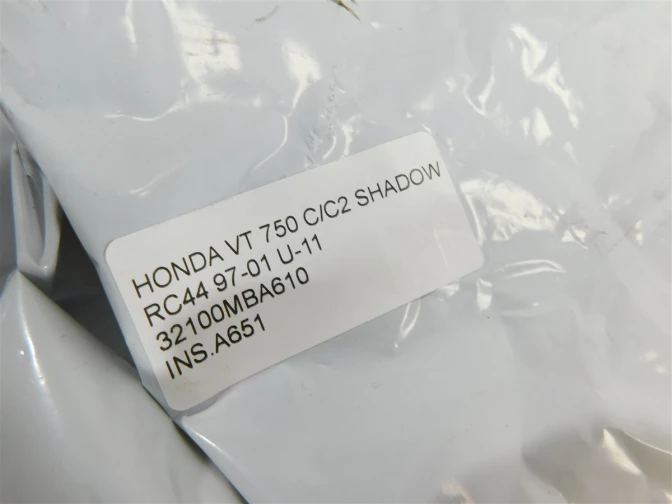 HONDA VT 750 C/C2 SHADOW
RC44 97-01 U-11
32100MBA610
INS.A651